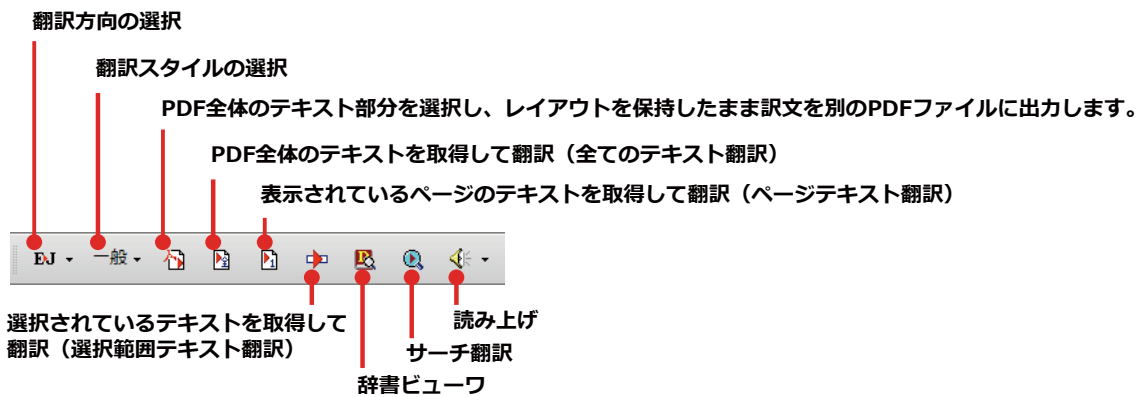 翻訳方向の選択
翻訳スタイルの選択
PDF全体のテキスト部分を選択し、レイアウトを保持したまま訳文を別のPDFファイルに出力します。
PDF全体のテキストを取得して翻訳（全てのテキスト翻訳）
表示されているページのテキストを取得して翻訳（ページテキスト翻訳）
EJ 一般
選択されているテキストを取得して
翻訳（選択範囲テキスト翻訳）
読み上げ
サーチ翻訳
辞書ビューワ